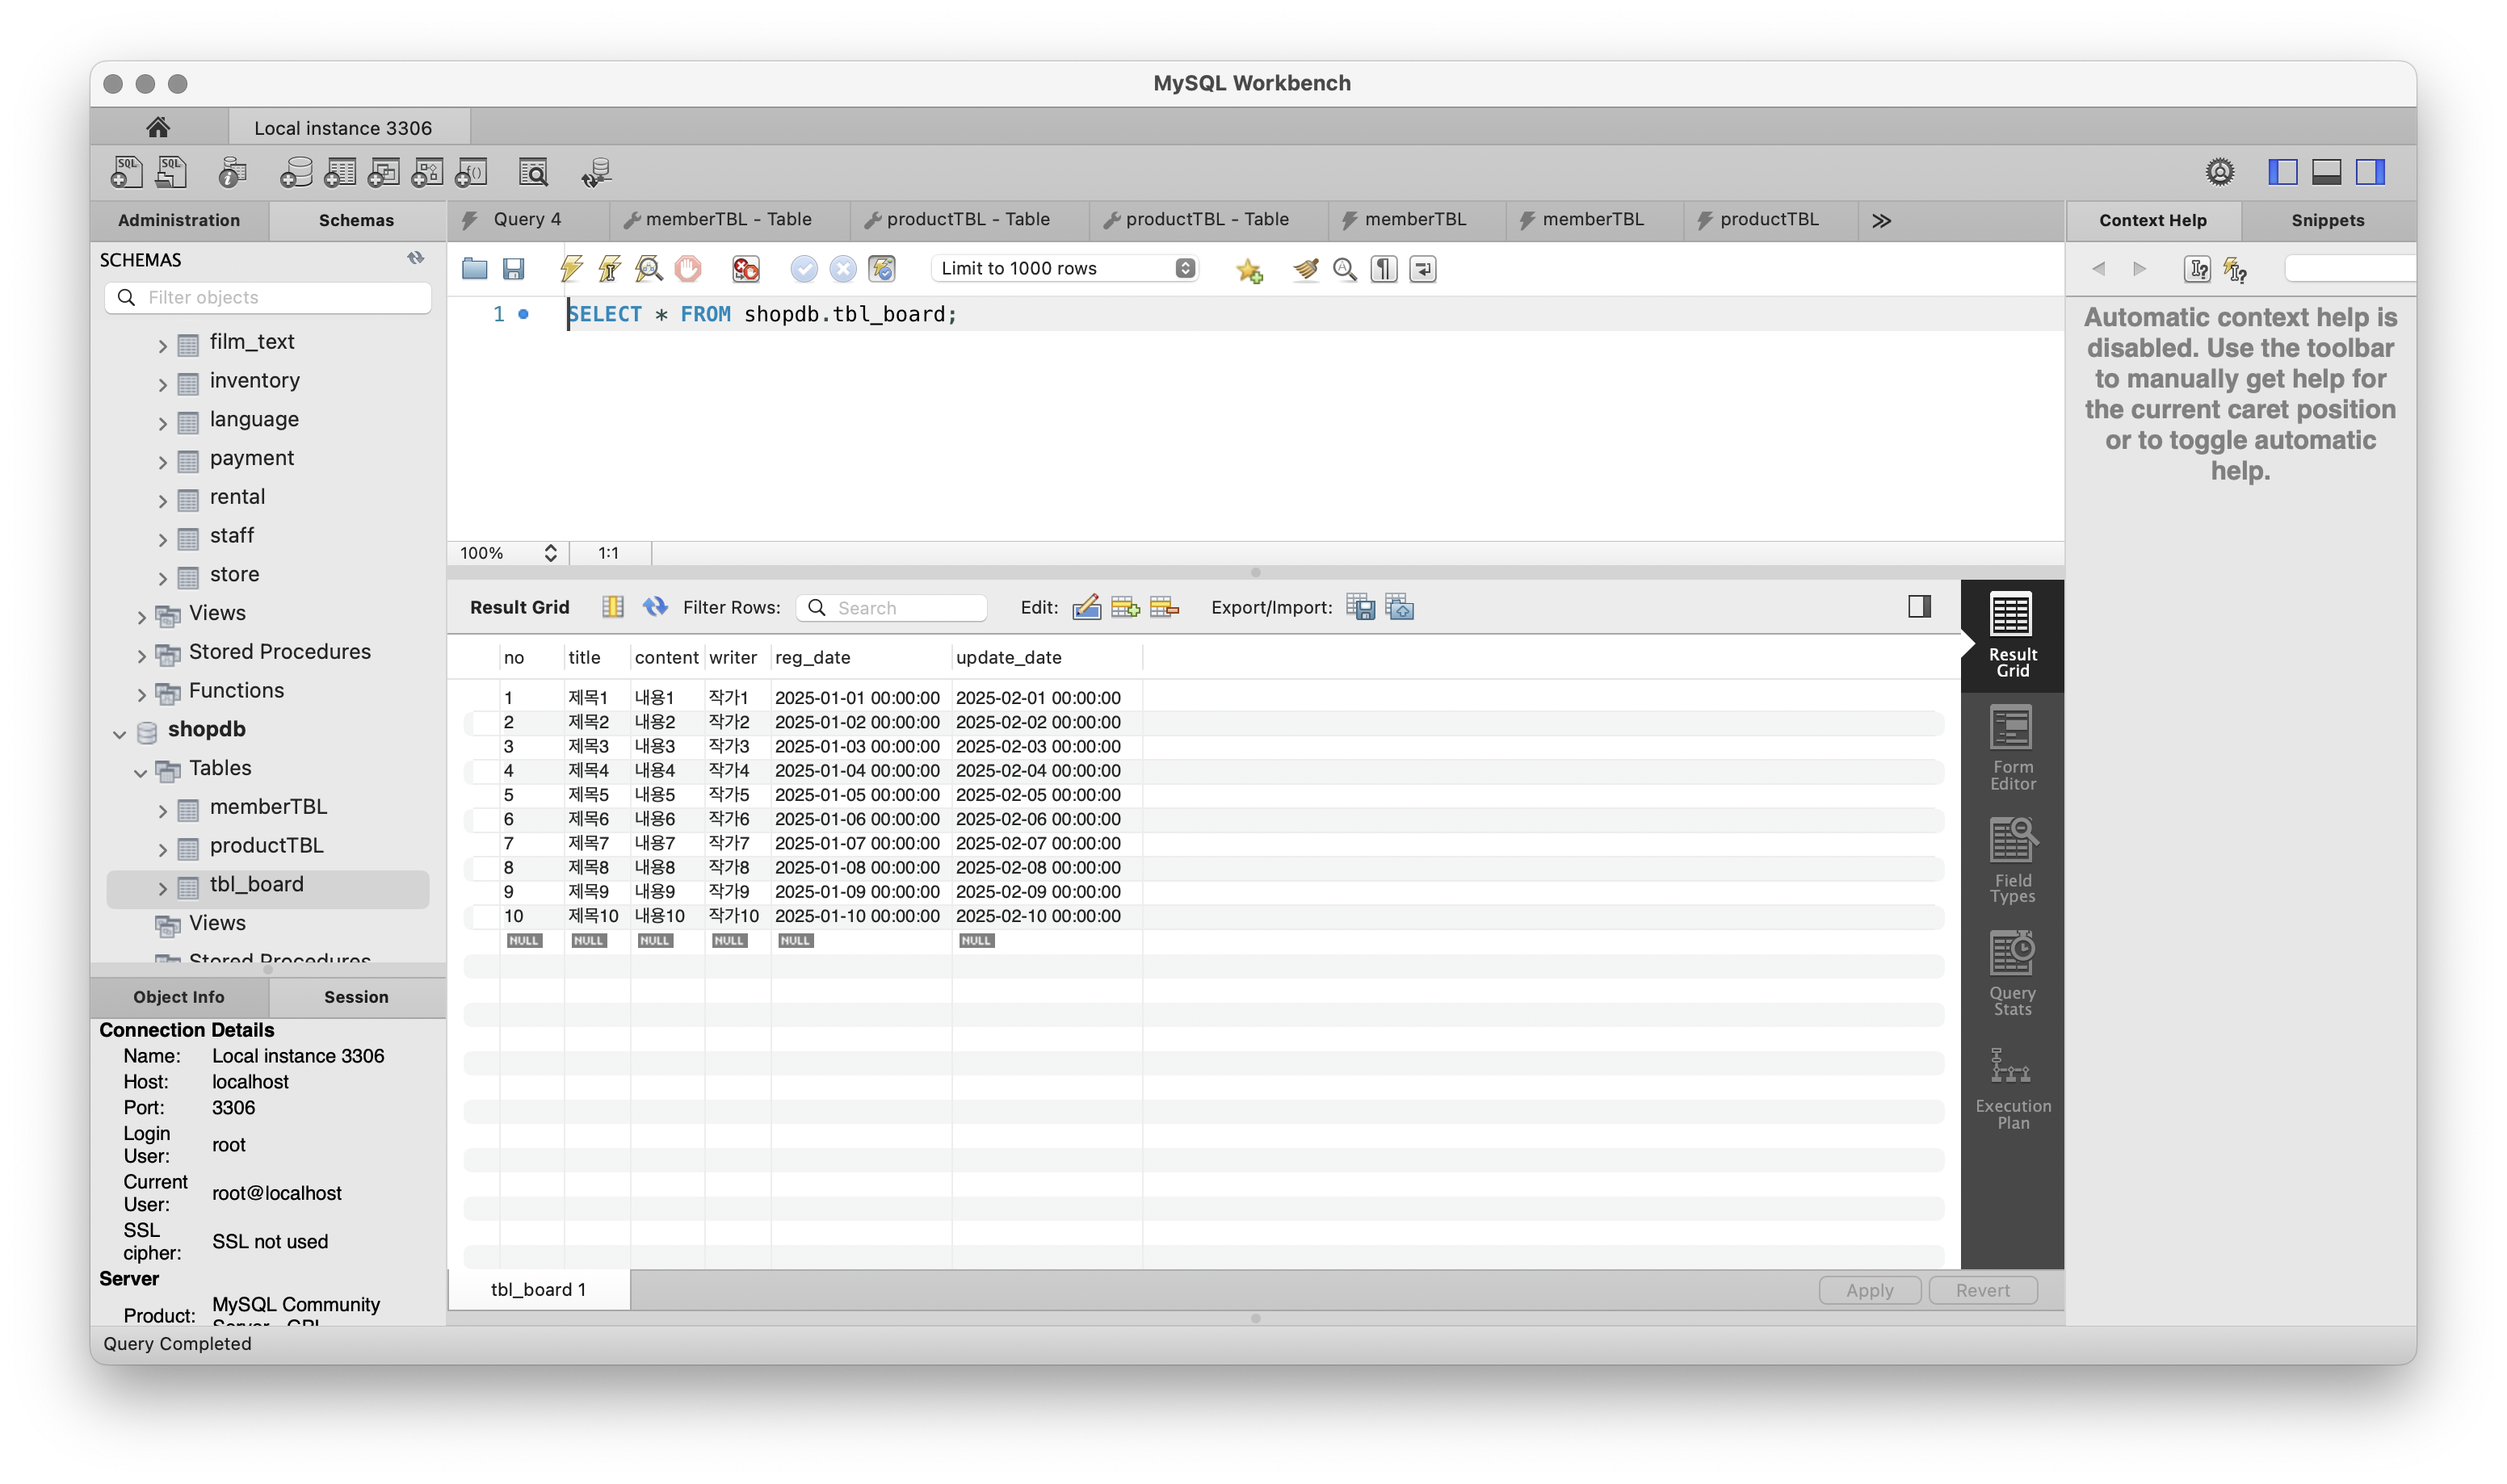 MySQL Workbench
Local instance 3306
Administration Schemas
Query 4 memberTBL - Table productTBL - Table productTBL - Table memberTBL memberTBL productTBL
Context Help Snippets
SCHEMAS
Filter objects
film_text
inventory
language
payment
rental
staff
store
Views
Stored Procedures
Functions
shopdb
Tables
memberTBL
productTBL
tbl_board
Views
Stored Procedures
Object Info Session
Connection Details
Name: Local instance 3306
Host: localhost
Port: 3306
Login
User: root
Current
User: root@localhost
SSL
cipher: SSL not used
Server
Product: MySQL Community
Server - GPL
Query Completed
Limit to 1000 rows
1 SELECT * FROM shopdb.tbl_board;
100% 1:1
Result Grid Filter Rows: Search Edit: Export/Import:
no title content writer reg_date update_date
1 제목1 내용1 작가1 2025-01-01 00:00:00 2025-02-01 00:00:00
2 제목2 내용2 작가2 2025-01-02 00:00:00 2025-02-02 00:00:00
3 제목3 내용3 작가3 2025-01-03 00:00:00 2025-02-03 00:00:00
4 제목4 내용4 작가4 2025-01-04 00:00:00 2025-02-04 00:00:00
5 제목5 내용5 작가5 2025-01-05 00:00:00 2025-02-05 00:00:00
6 제목6 내용6 작가6 2025-01-06 00:00:00 2025-02-06 00:00:00
7 제목7 내용7 작가7 2025-01-07 00:00:00 2025-02-07 00:00:00
8 제목8 내용8 작가8 2025-01-08 00:00:00 2025-02-08 00:00:00
9 제목9 내용9 작가9 2025-01-09 00:00:00 2025-02-09 00:00:00
10 제목10 내용10 작가10 2025-01-10 00:00:00 2025-02-10 00:00:00
NULL NULL NULL NULL NULL NULL
tbl_board 1
Apply Revert
Result
Grid
Form
Editor
Field
Types
Query
Stats
Execution
Plan
Automatic context help is
disabled. Use the toolbar
to manually get help for
the current caret position
or to toggle automatic
help.